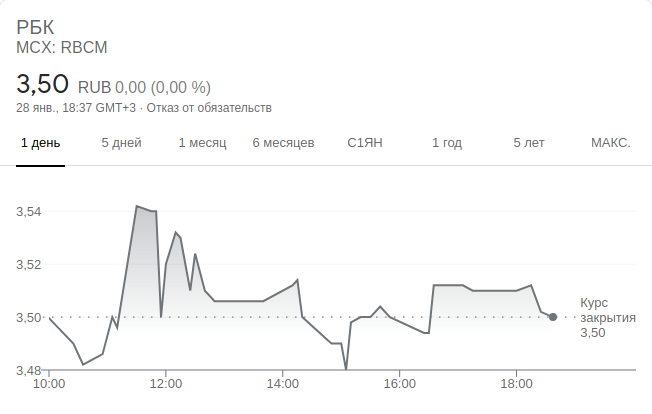 РБК
MCX: RBCM
3,50 RUB 0,00 (0,00 %)
28 янв., 18:37 GMT+3 · Отказ от обязательств
1 день 5 дней 1 месяц 6 месяцев С1ЯН 1 год 5 лет МАКС.
3,54
3,52
3,50
3,48
Курс
закрытия
3,50
10:00 12:00 14:00 16:00 18:00